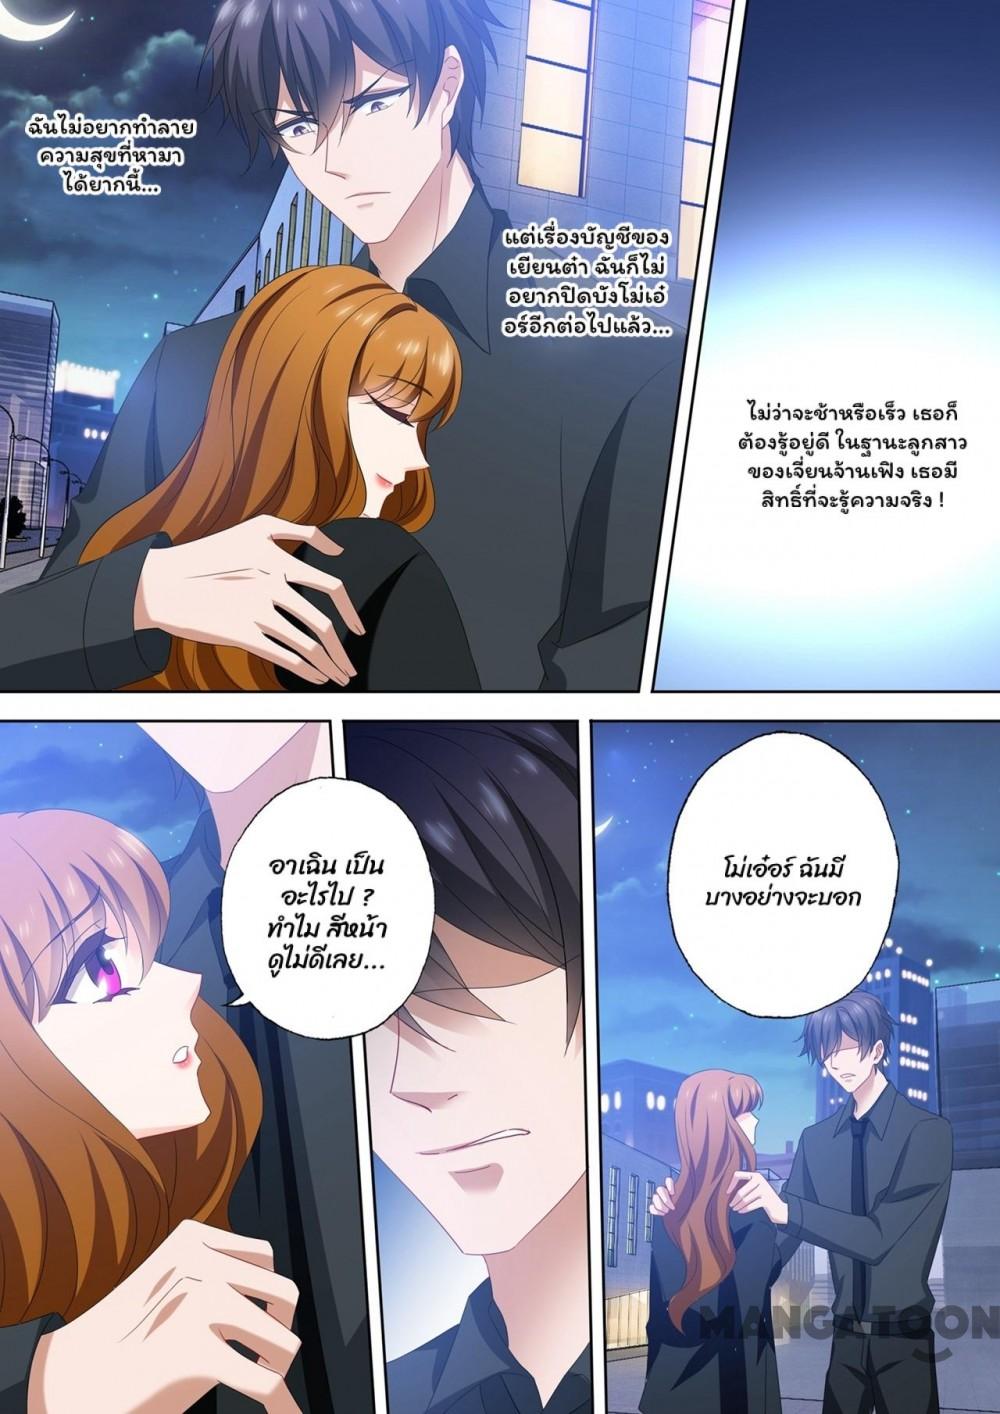 ฉันไม่อยากทำลาย
ความสุขที่หามา
ได้ยากนี้...
แต่เรื่องบัญชีของ
เยียนต๋า ฉันก็ไม่
อยากปิดบังโม่เอ๋
อร์อีกต่อไปแล้ว...
ไม่ว่าจะช้าหรือเร็ว เธอก็
ต้องรู้อยู่ดี ในฐานะลูกสาว
ของเจี่ยนจ้านเฟิง เธอมี
สิทธิ์ที่จะรู้ความจริง !
อาเฉิน เป็น
อะไรไป ?
ทำไม สีหน้า
ดูไม่ดีเลย...
โม่เอ๋อร์ ฉันมี
บางอย่างจะบอก
MANGATOON